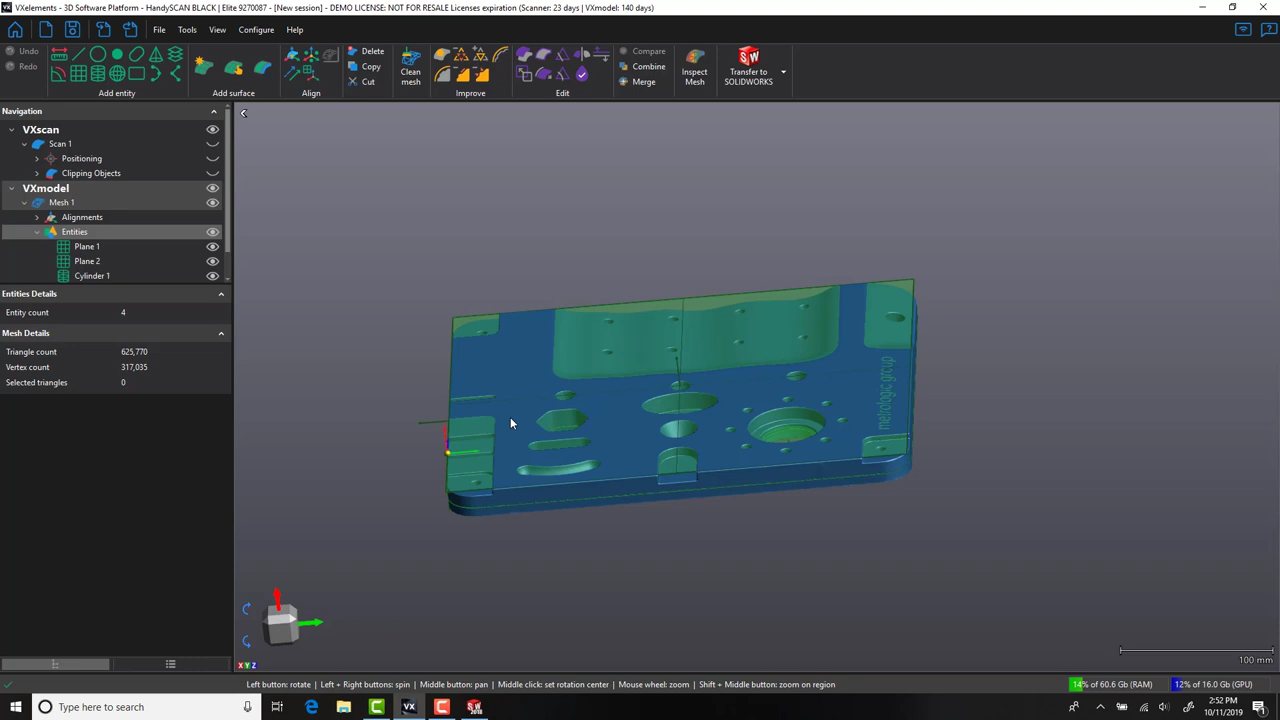 VXelements - 3D Software Platform - HandySCAN BLACK | Elite 9270087 - [New session] - DEMO LICENSE: NOT FOR RESALE Licenses expiration (Scanner: 23 days | VXmodel: 140 days)
File Tools View Configure Help
Undo
Redo
Add entity
Add surface
Align
Delete
Copy
Cut
Clean mesh
Improve
Edit
Compare
Combine
Merge
Inspect Mesh
Transfer to SOLIDWORKS
Navigation
VXscan
Scan 1
Positioning
Clipping Objects
VXmodel
Mesh 1
Alignments
Entities
Plane 1
Plane 2
Cylinder 1
Entities Details
Entity count 4
Mesh Details
Triangle count 625,770
Vertex count 317,035
Selected triangles 0
metrologic group
X Y Z
100 mm
Left button: rotate | Left + Right buttons: spin | Middle button: pan | Middle click: set rotation center | Mouse wheel: zoom | Shift + Middle button: zoom on region
14% of 60.6 Gb (RAM)
12% of 16.0 Gb (GPU)
Type here to search
2:52 PM
10/11/2019